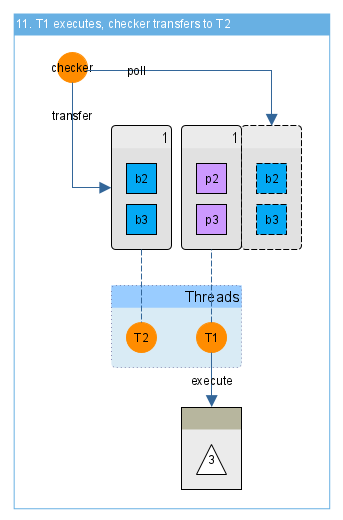 11. T1 executes, checker transfers to T2
checker
poll
transfer
1
1
b2
p2
b2
b3
p3
b3
Threads
T2
T1
execute
3